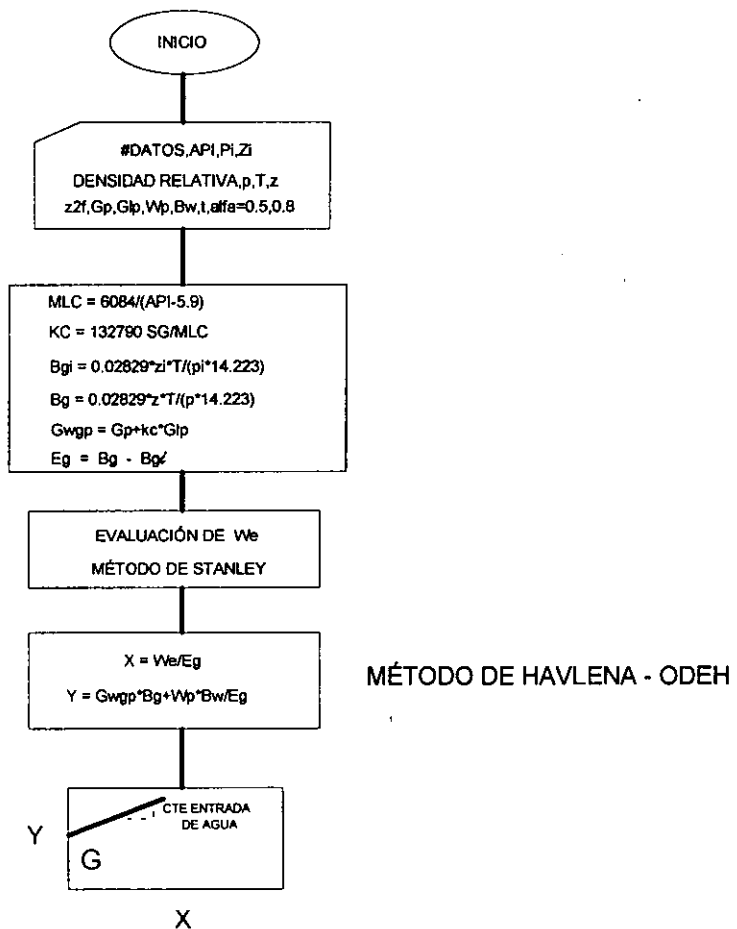 INICIO
#DATOS,API,Pi,Zi
DENSIDAD RELATIVA,p,T,z
z2f,Gp,Glp,Wp,Bw,t,alfa=0.5,0.8
MLC = 6084/(API-5.9)
KC = 132790 SG/MLC
Bgi = 0.02829*zi*T/(pi*14.223)
Bg = 0.02829*z*T/(p*14.223)
Gwgp = Gp+kc*Glp
Eg = Bg - Bgi
EVALUACIÓN DE We
MÉTODO DE STANLEY
X = We/Eg
Y = Gwgp*Bg+Wp*Bw/Eg
MÉTODO DE HAVLENA - ODEH
CTE ENTRADA
DE AGUA
Y
G
X